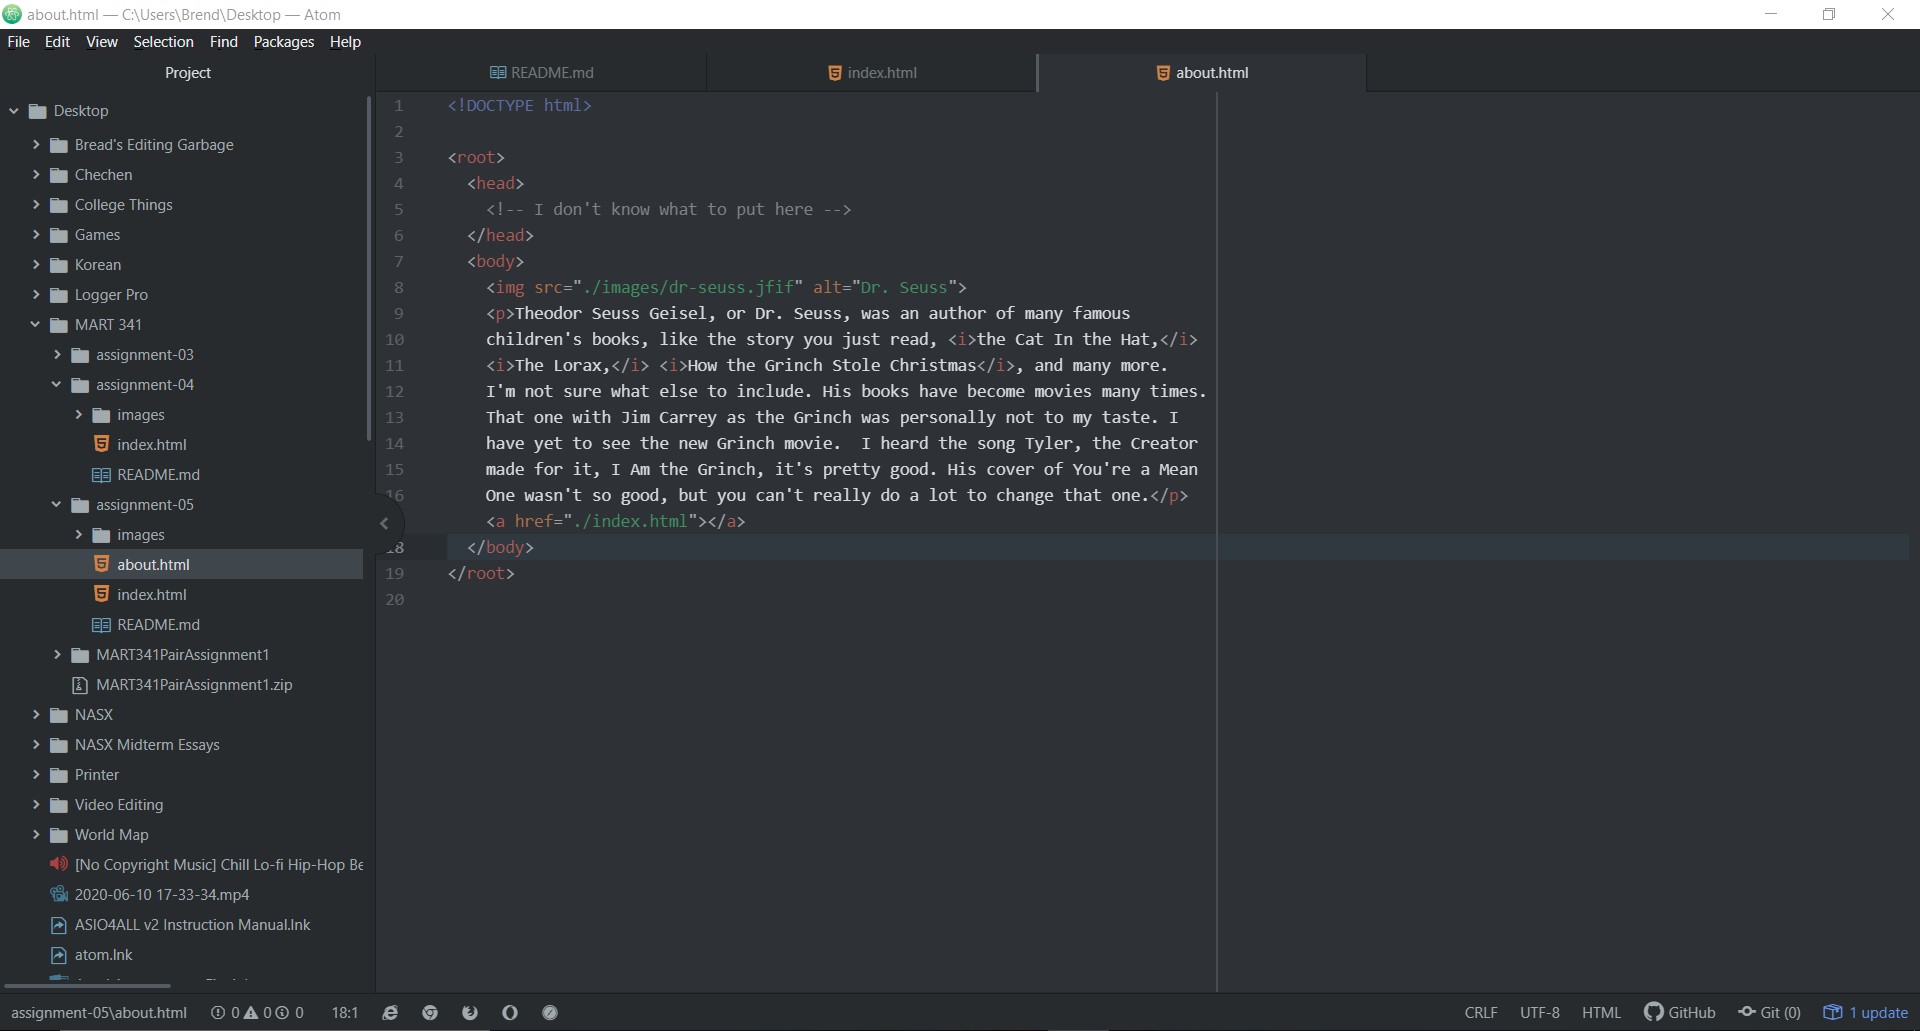 about.html — C:\Users\Brend\Desktop — Atom
File Edit View Selection Find Packages Help
Project
README.md
index.html
about.html
Desktop
Bread's Editing Garbage
Chechen
College Things
Games
Korean
Logger Pro
MART 341
assignment-03
assignment-04
images
index.html
README.md
assignment-05
images
about.html
index.html
README.md
MART341PairAssignment1
MART341PairAssignment1.zip
NASX
NASX Midterm Essays
Printer
Video Editing
World Map
[No Copyright Music] Chill Lo-fi Hip-Hop Be
2020-06-10 17-33-34.mp4
ASIO4ALL v2 Instruction Manual.lnk
atom.lnk
1 <!DOCTYPE html>
2
3 <root>
4 <head>
5 <!-- I don't know what to put here -->
6 </head>
7 <body>
8 <img src="./images/dr-seuss.jfif" alt="Dr. Seuss">
9 <p>Theodor Seuss Geisel, or Dr. Seuss, was an author of many famous
10 children's books, like the story you just read, <i>the Cat In the Hat,</i>
11 <i>The Lorax,</i> <i>How the Grinch Stole Christmas</i>, and many more.
12 I'm not sure what else to include. His books have become movies many times.
13 That one with Jim Carrey as the Grinch was personally not to my taste. I
14 have yet to see the new Grinch movie.  I heard the song Tyler, the Creator
15 made for it, I Am the Grinch, it's pretty good. His cover of You're a Mean
16 One wasn't so good, but you can't really do a lot to change that one.</p>
<a href="./index.html"></a>
18 </body>
19 </root>
20
assignment-05\about.html 0 0 0 18:1 CRLF UTF-8 HTML GitHub Git (0) 1 update